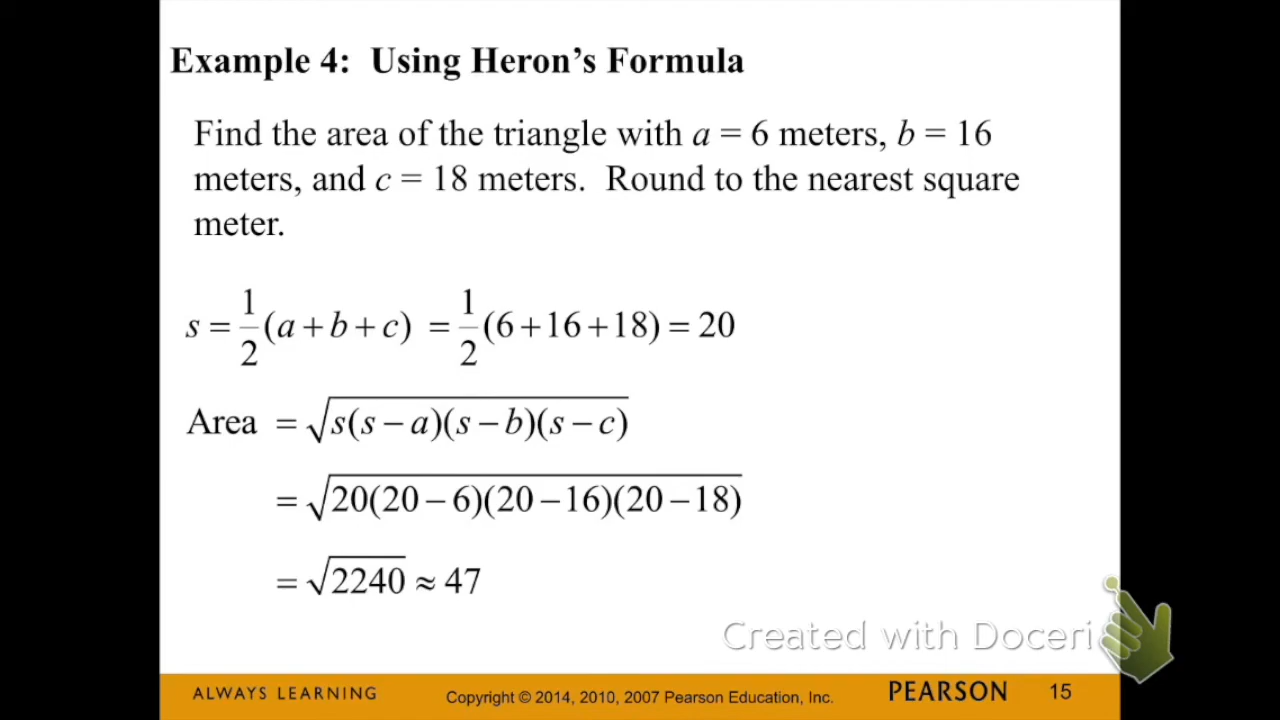 Example 4: Using Heron's Formula
Find the area of the triangle with a = 6 meters, b = 16
meters, and c = 18 meters. Round to the nearest square
meter.
s = 1/2 (a + b + c) = 1/2 (6 + 16 + 18) = 20
Area = √s(s − a)(s − b)(s − c)
= √20(20 − 6)(20 − 16)(20 − 18)
= √2240 ≈ 47
Created with Doceri
ALWAYS LEARNING Copyright © 2014, 2010, 2007 Pearson Education, Inc. PEARSON 15